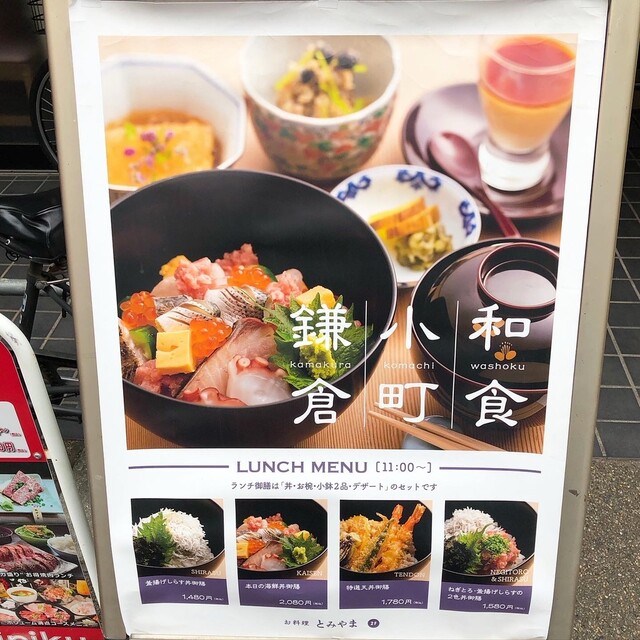 和食
washoku
小町
komachi
鎌倉
kamakura
LUNCH MENU [11:00〜]
ランチ御膳は「丼・お椀・小鉢2品・デザート」のセットです
SHIRASU
釜揚げしらす丼御膳
1,480円
KAISEN
本日の海鮮丼御膳
2,080円
TENDON
特選天丼御膳
1,780円
NEGITORO
& SHIRASU
ねぎとろ・釜揚げしらすの
2色丼御膳
1,580円
お料理 とみやま 2F